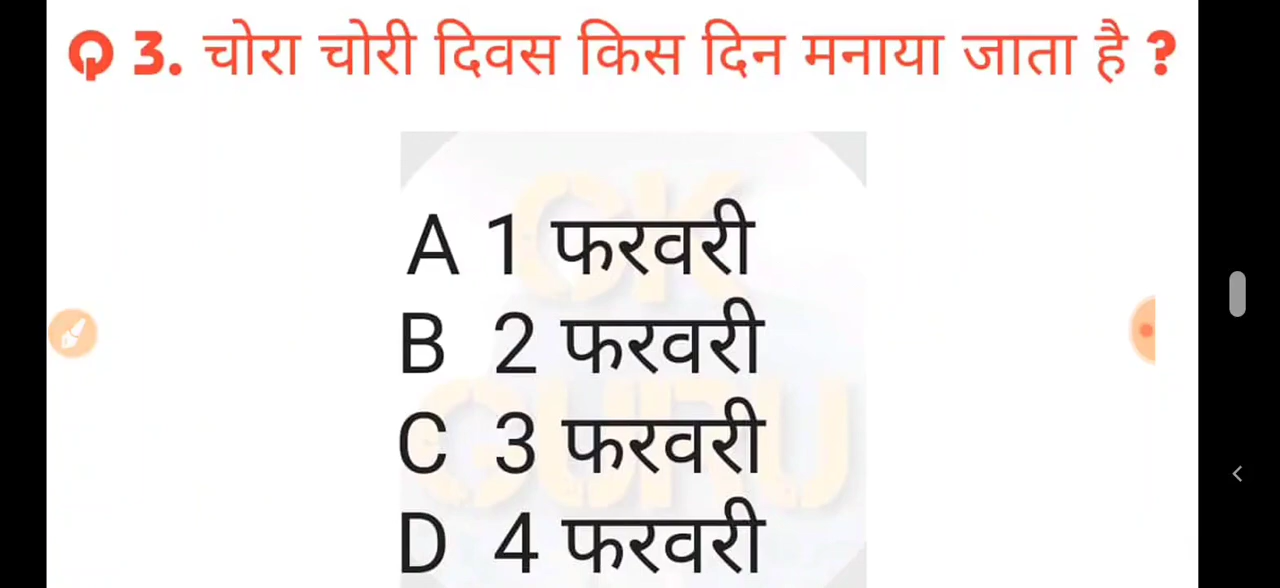 Q 3. चोरा चोरी दिवस किस दिन मनाया जाता है ?
A 1 फरवरी
B 2 फरवरी
C 3 फरवरी
D 4 फरवरी